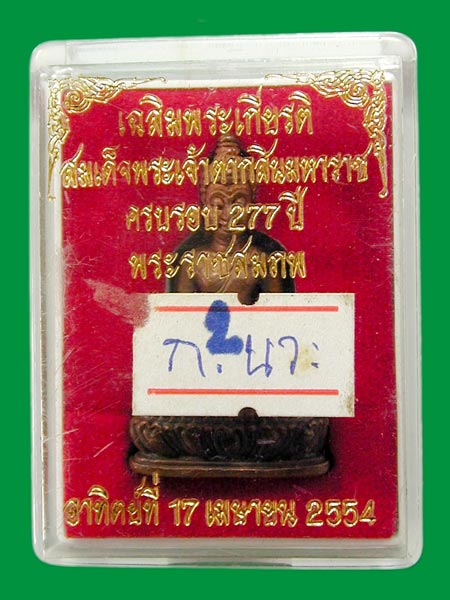 เฉลิมพระเกียรติ
สมเด็จพระเจ้าตากสินมหาราช
ครบรอบ 277 ปี
พระราชสมภพ
2
ก. นวะ
อาทิตย์ที่ 17 เมษายน 2554